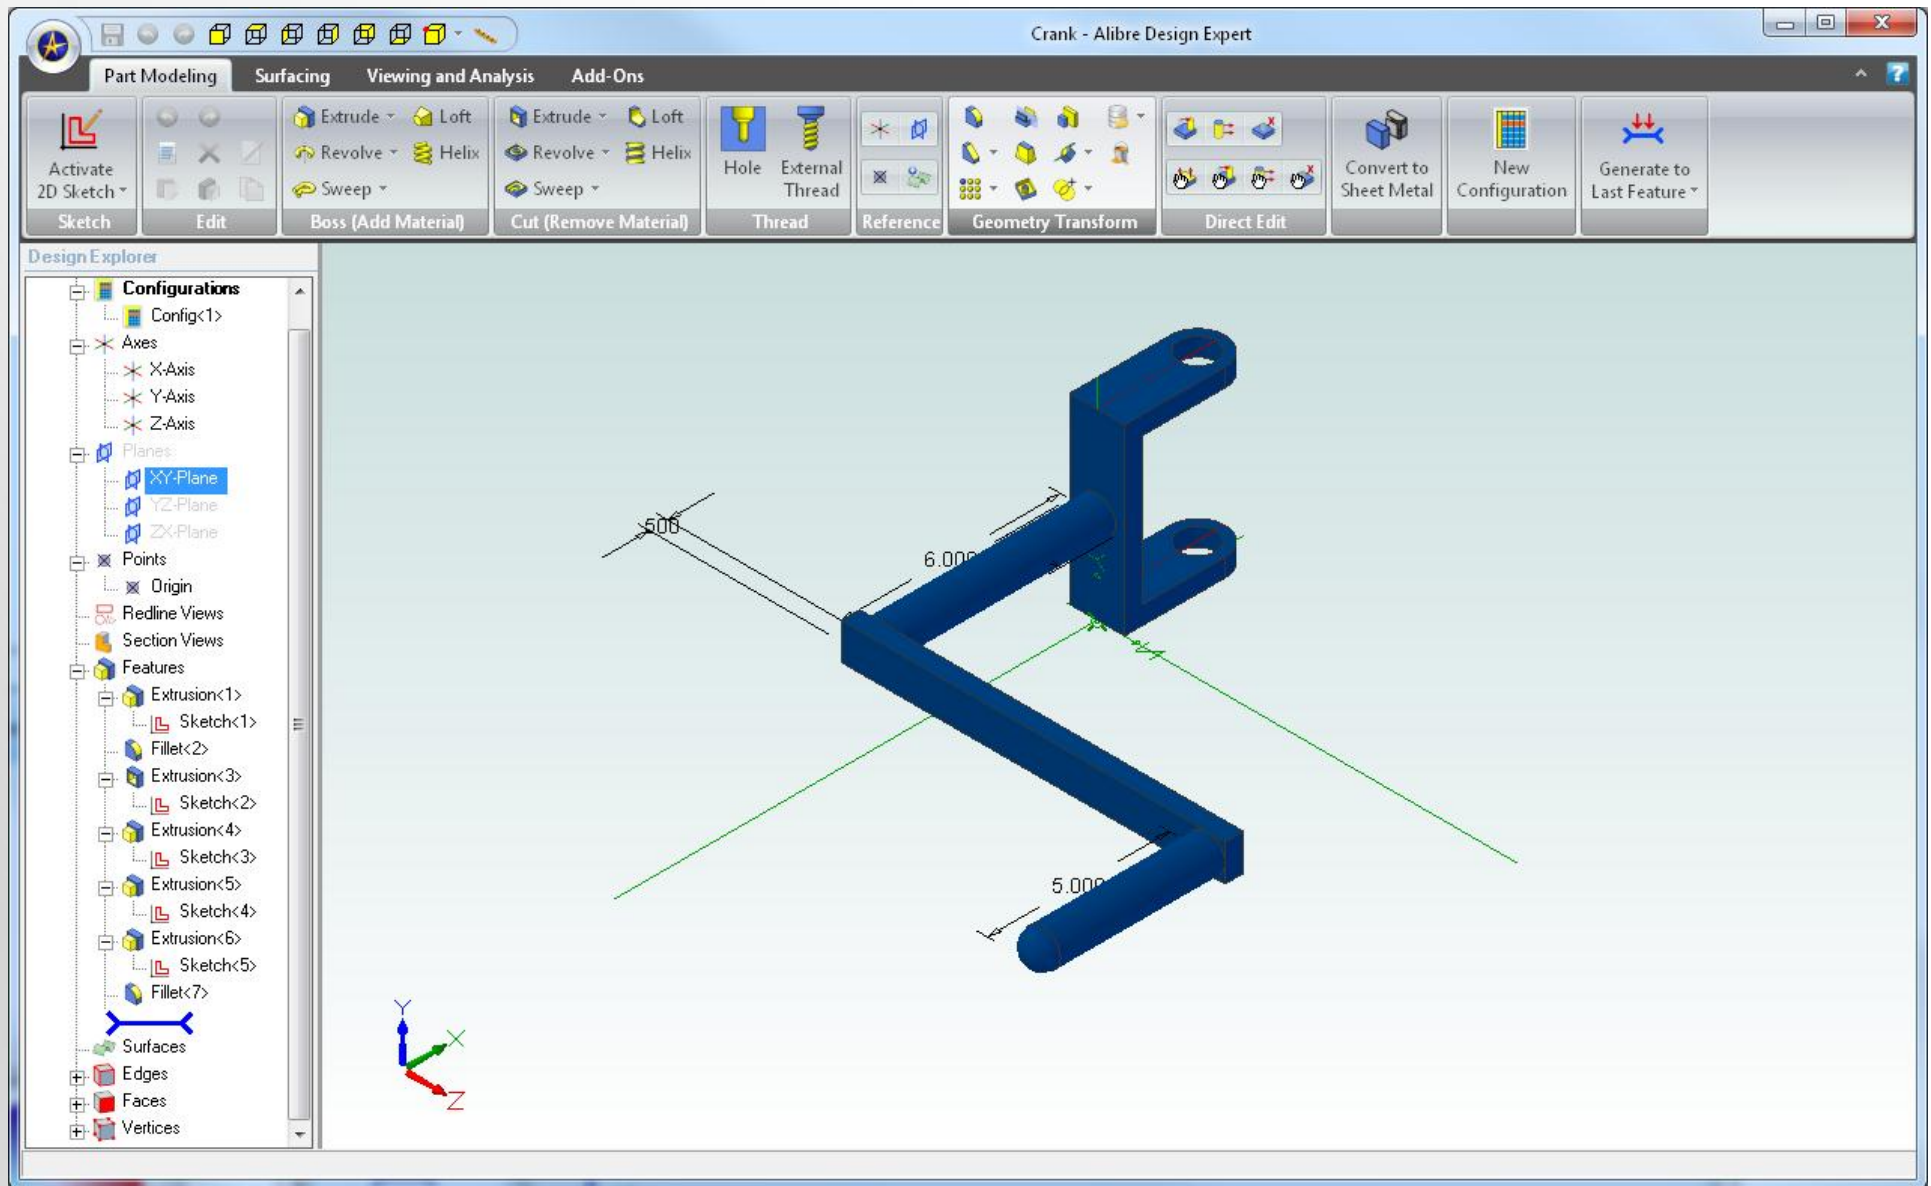 Crank - Alibre Design Expert
Part Modeling Surfacing Viewing and Analysis Add-Ons
Extrude Loft Extrude Loft
Revolve Helix Revolve Helix
Activate 2D Sketch
Sweep Sweep
Hole External Thread
Convert to Sheet Metal
New Configuration
Generate to Last Feature
Sketch Edit Boss (Add Material) Cut (Remove Material) Thread Reference Geometry Transform Direct Edit
Design Explorer
Configurations
Config<1>
Axes
X-Axis
Y-Axis
Z-Axis
Planes
XY-Plane
YZ-Plane
ZX-Plane
Points
Origin
Redline Views
Section Views
Features
Extrusion<1>
Sketch<1>
Fillet<2>
Extrusion<3>
Sketch<2>
Extrusion<4>
Sketch<3>
Extrusion<5>
Sketch<4>
Extrusion<6>
Sketch<5>
Fillet<7>
Surfaces
Edges
Faces
Vertices
.500
6.000
5.000
Y
X
Z